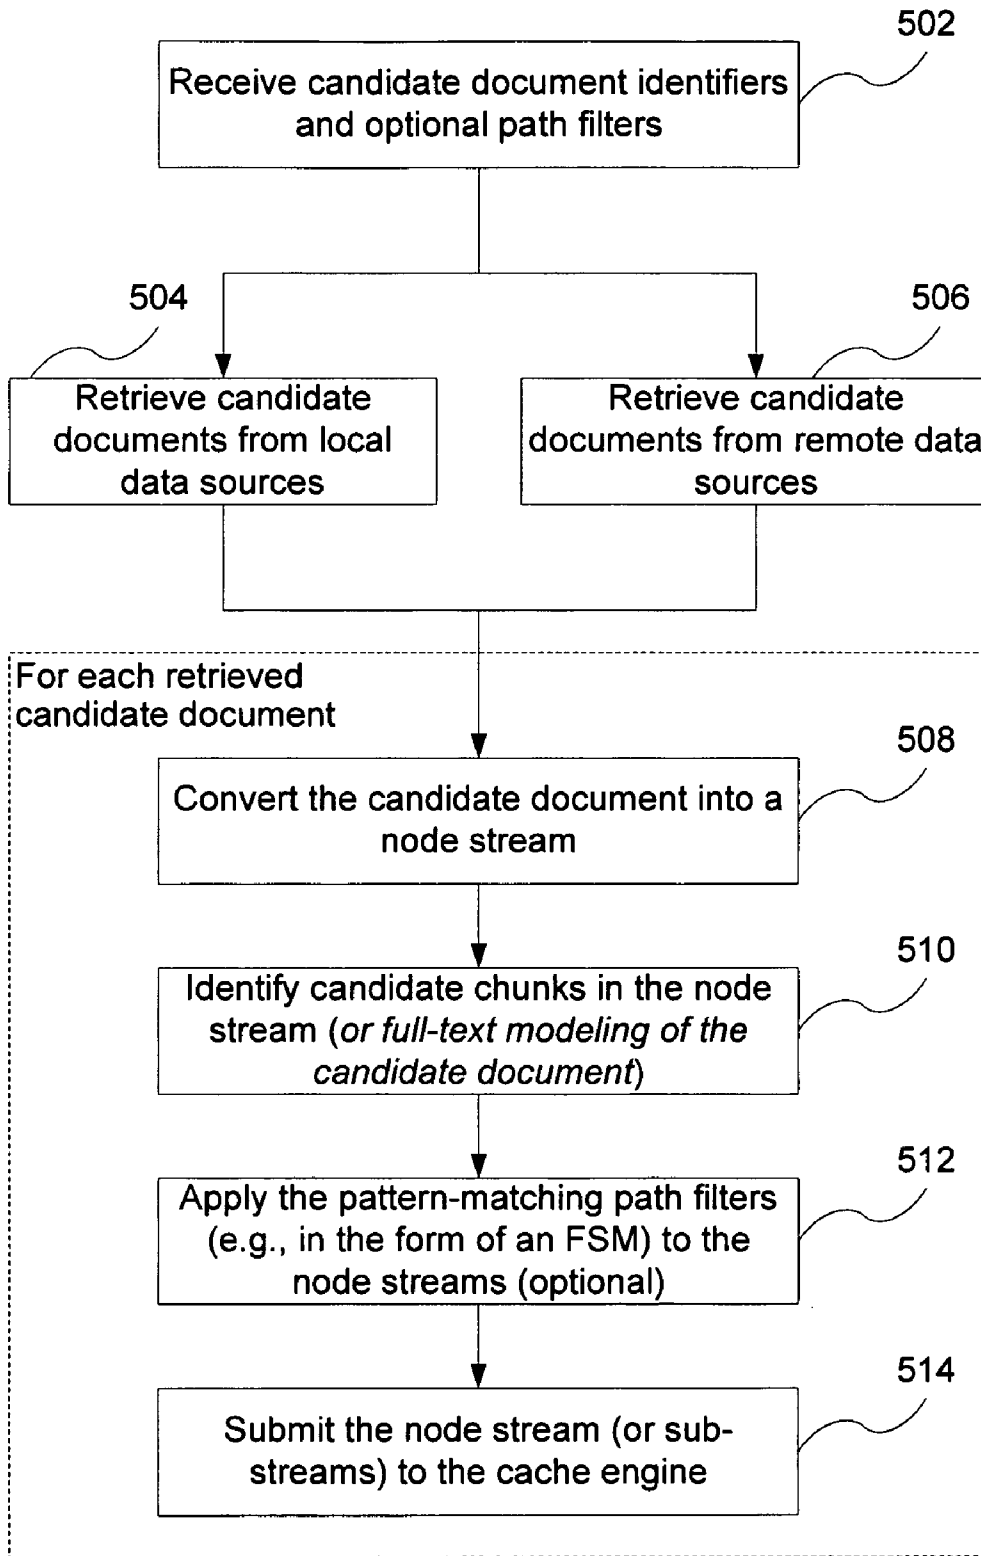 502
Receive candidate document identifiers
and optional path filters
504
506
Retrieve candidate
documents from local
data sources
Retrieve candidate
documents from remote data
sources
For each retrieved
candidate document
508
Convert the candidate document into a
node stream
510
Identify candidate chunks in the node
stream (or full-text modeling of the
candidate document)
512
Apply the pattern-matching path filters
(e.g., in the form of an FSM) to the
node streams (optional)
514
Submit the node stream (or sub-
streams) to the cache engine